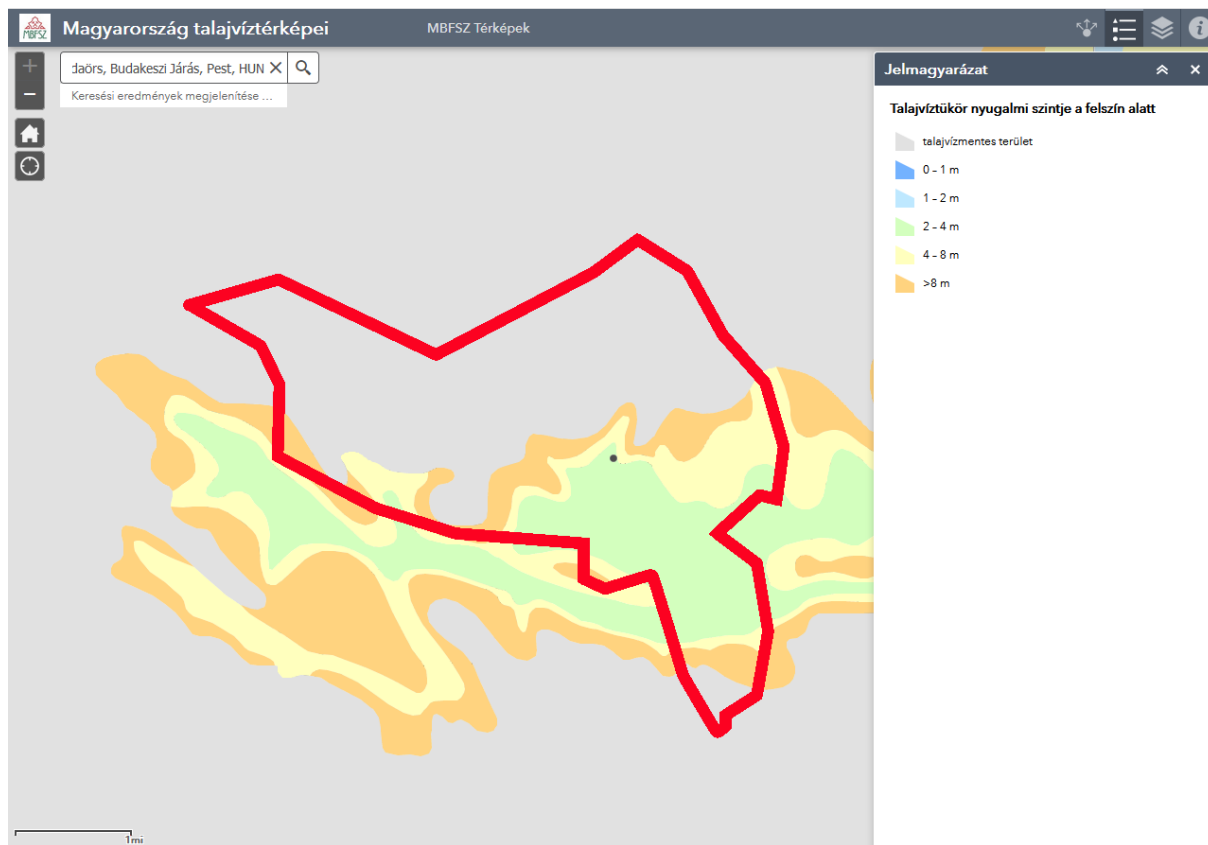 MBFSZ
Magyarország talajvíztérképei
MBFSZ Térképek
daörs, Budakeszi Járás, Pest, HUN
Keresési eredmények megjelenítése ...
Jelmagyarázat
Talajvíztükör nyugalmi szintje a felszín alatt
talajvízmentes terület
0 - 1 m
1 - 2 m
2 - 4 m
4 - 8 m
>8 m
1mi